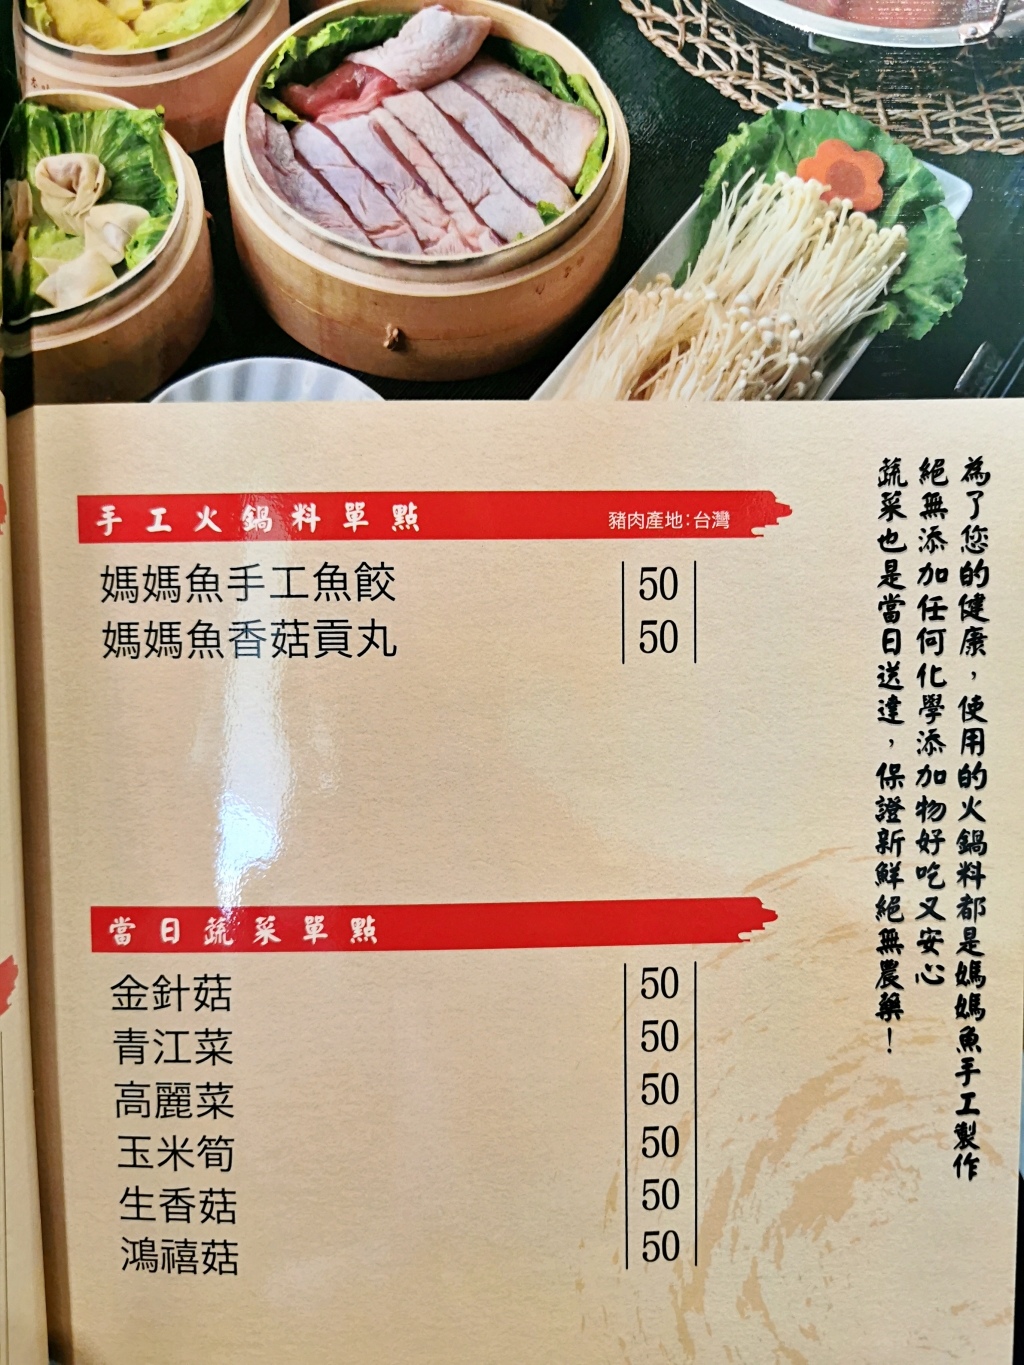 手工火鍋料單點 豬肉產地:台灣
媽媽魚手工魚餃 50
媽媽魚香菇貢丸 50
當日蔬菜單點
金針菇 50
青江菜 50
高麗菜 50
玉米筍 50
生香菇 50
鴻禧菇 50
為了您的健康，使用的火鍋料都是媽媽魚手工製作
絕無添加任何化學添加物好吃又安心
蔬菜也是當日送達，保證新鮮絕無農藥！